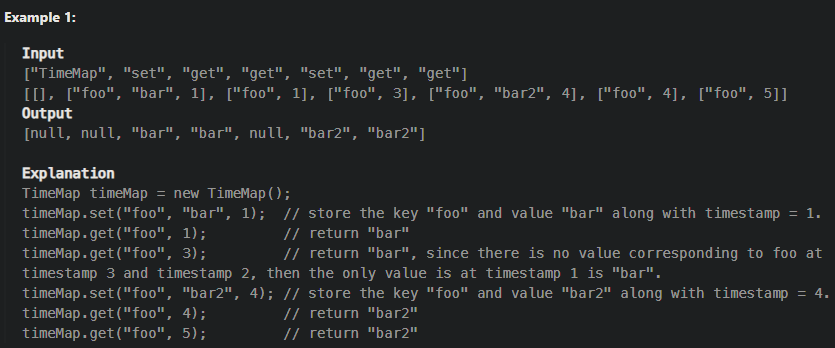 Example 1:
Input
["TimeMap", "set", "get", "get", "set", "get", "get"]
[[], ["foo", "bar", 1], ["foo", 1], ["foo", 3], ["foo", "bar2", 4], ["foo", 4], ["foo", 5]]
Output
[null, null, "bar", "bar", null, "bar2", "bar2"]
Explanation
TimeMap timeMap = new TimeMap();
timeMap.set("foo", "bar", 1);  // store the key "foo" and value "bar" along with timestamp = 1.
timeMap.get("foo", 1);         // return "bar"
timeMap.get("foo", 3);         // return "bar", since there is no value corresponding to foo at
timestamp 3 and timestamp 2, then the only value is at timestamp 1 is "bar".
timeMap.set("foo", "bar2", 4); // store the key "foo" and value "bar2" along with timestamp = 4.
timeMap.get("foo", 4);         // return "bar2"
timeMap.get("foo", 5);         // return "bar2"